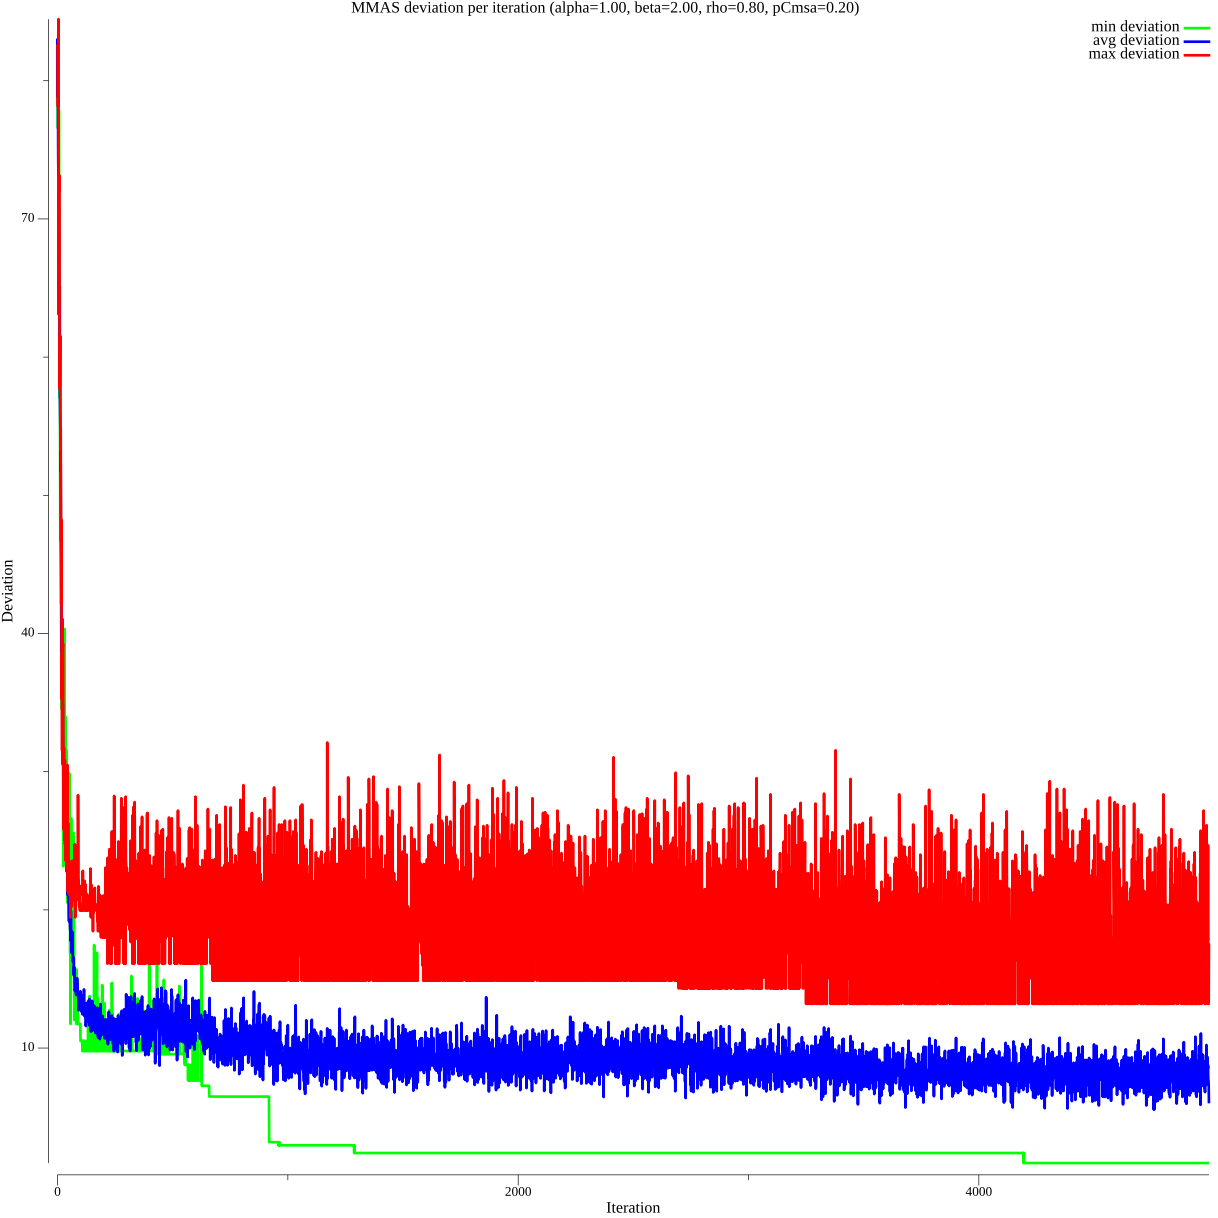 MMAS deviation per iteration (alpha=1.00, beta=2.00, rho=0.80, pCmsa=0.20)
min deviation
avg deviation
max deviation
70
40
10
Deviation
0
2000
4000
Iteration